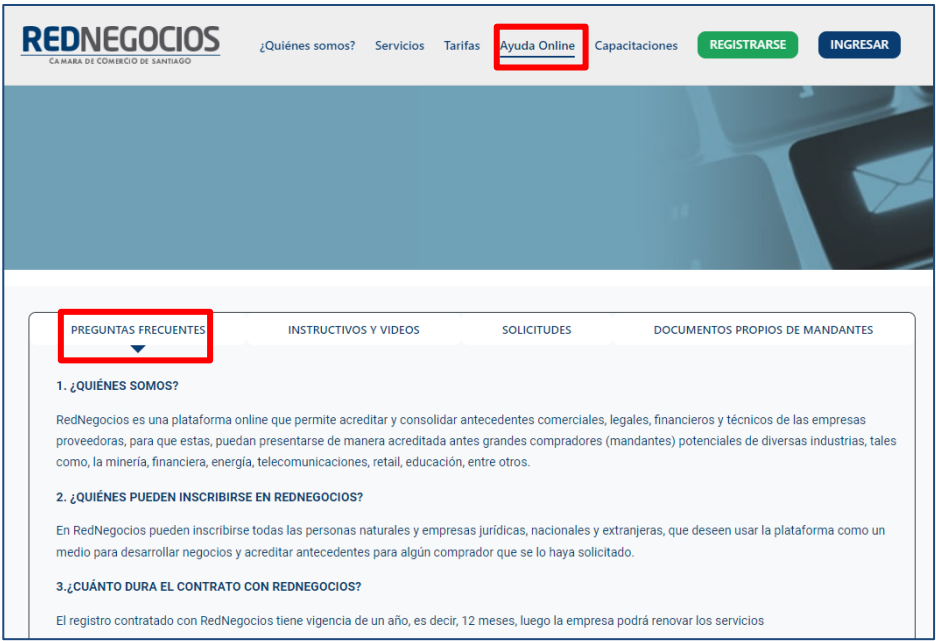 REDNEGOCIOS
CAMARA DE COMERCIO DE SANTIAGO
¿Quiénes somos? Servicios Tarifas Ayuda Online Capacitaciones REGISTRARSE INGRESAR
PREGUNTAS FRECUENTES INSTRUCTIVOS Y VIDEOS SOLICITUDES DOCUMENTOS PROPIOS DE MANDANTES
1. ¿QUIÉNES SOMOS?
RedNegocios es una plataforma online que permite acreditar y consolidar antecedentes comerciales, legales, financieros y técnicos de las empresas
proveedoras, para que estas, puedan presentarse de manera acreditada antes grandes compradores (mandantes) potenciales de diversas industrias, tales
como, la minería, financiera, energía, telecomunicaciones, retail, educación, entre otros.
2. ¿QUIÉNES PUEDEN INSCRIBIRSE EN REDNEGOCIOS?
En RedNegocios pueden inscribirse todas las personas naturales y empresas jurídicas, nacionales y extranjeras, que deseen usar la plataforma como un
medio para desarrollar negocios y acreditar antecedentes para algún comprador que se lo haya solicitado.
3.¿CUÁNTO DURA EL CONTRATO CON REDNEGOCIOS?
El registro contratado con RedNegocios tiene vigencia de un año, es decir, 12 meses, luego la empresa podrá renovar los servicios